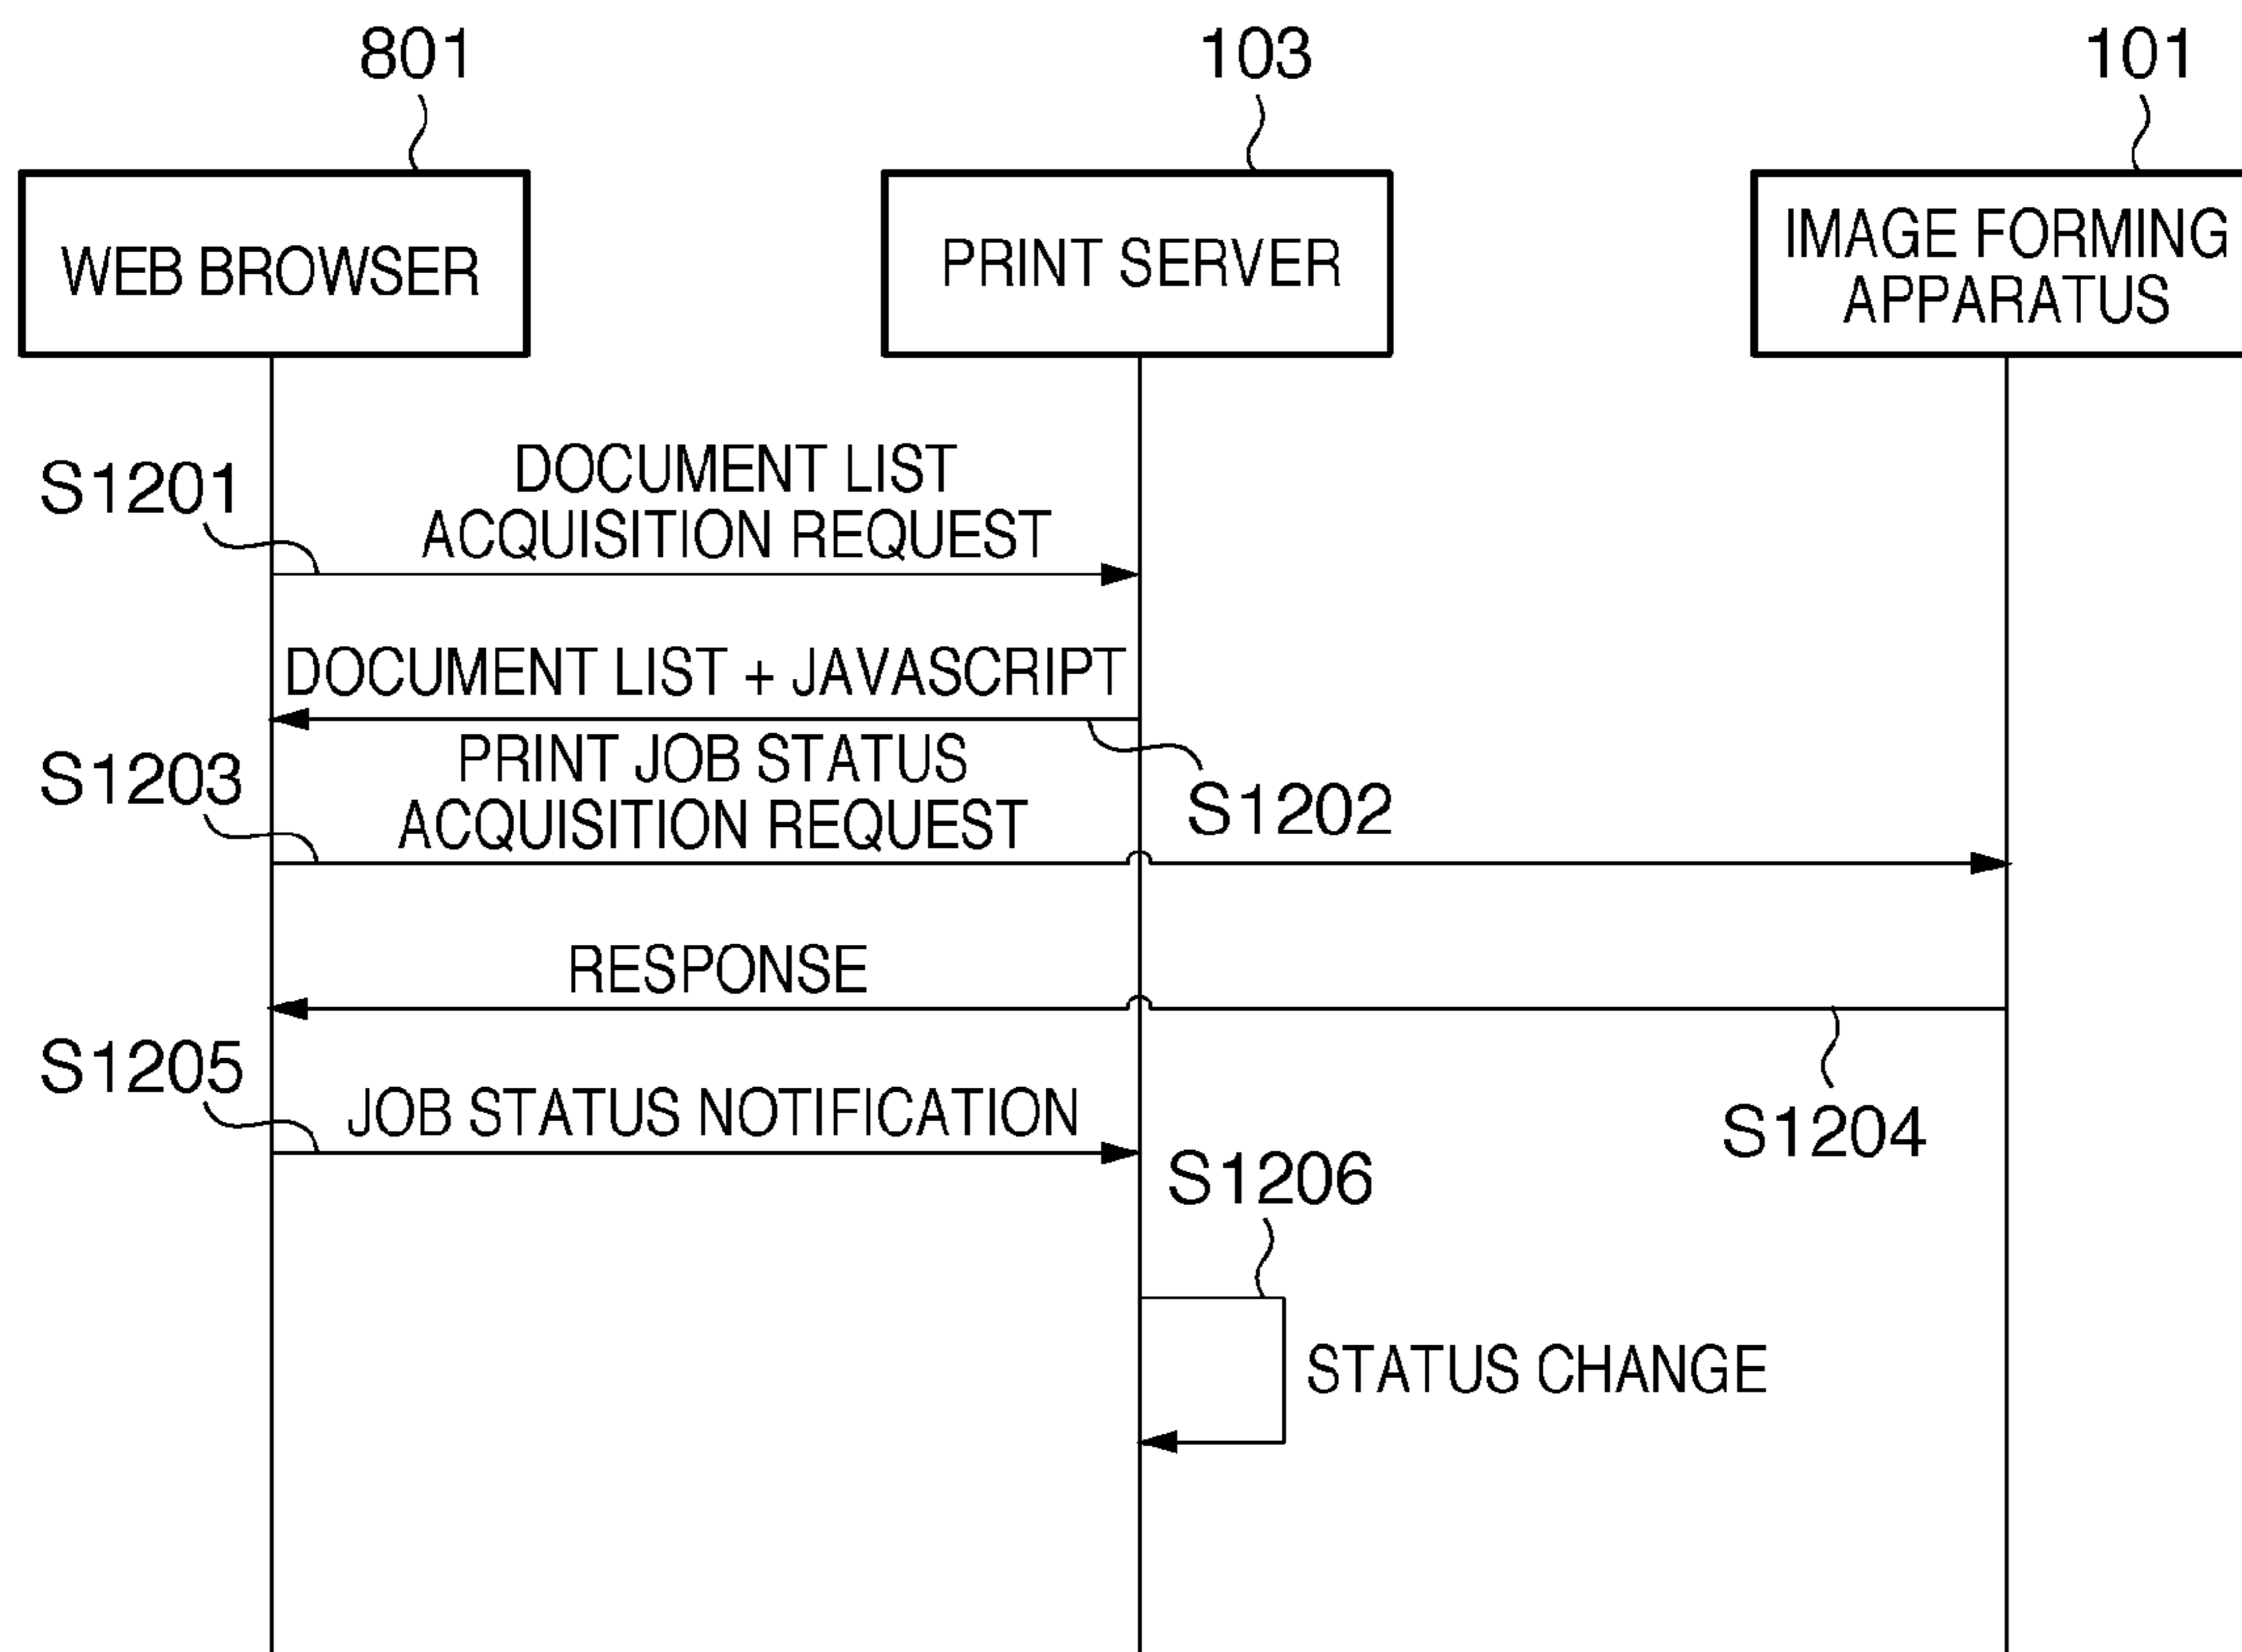 801
103
101
WEB BROWSER
PRINT SERVER
IMAGE FORMING
APPARATUS
S1201
DOCUMENT LIST
ACQUISITION REQUEST
DOCUMENT LIST + JAVASCRIPT
S1202
S1203
PRINT JOB STATUS
ACQUISITION REQUEST
RESPONSE
S1204
S1205
JOB STATUS NOTIFICATION
S1206
STATUS CHANGE